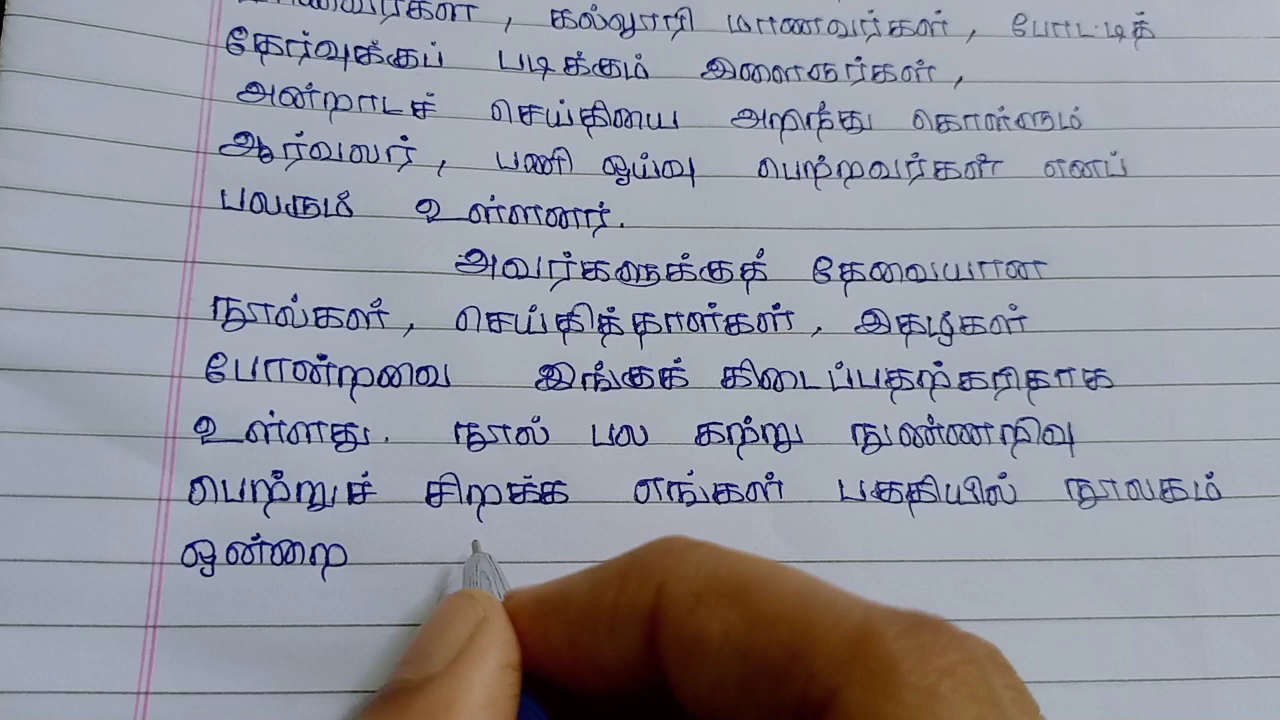 , கல்லூரி மாணவர்கள், போட்டித்
தேர்வுக்குப் படிக்கும் இளைஞர்கள்,
அன்றாடச் செய்தியை அறிந்து கொள்ளும்
ஆர்வலர், பணி ஓய்வு பெற்றவர்கள் எனப்
பலரும் உள்ளனர்.
அவர்களுக்குத் தேவையான
நூல்கள், செய்தித்தாள்கள், இதழ்கள்
போன்றவை இங்குக் கிடைப்பதற்கரிதாக
உள்ளது. நூல் பல கற்று நுண்ணறிவு
பெற்றுச் சிறக்க எங்கள் பகுதியில் நூலகம்
ஒன்றை